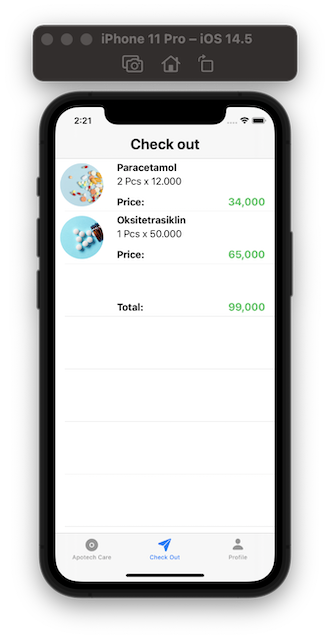 iPhone 11 Pro – iOS 14.5
2:21
Check out
Paracetamol
2 Pcs x 12.000
Price: 34,000
Oksitetrasiklin
1 Pcs x 50.000
Price: 65,000
Total: 99,000
Apotech Care Check Out Profile